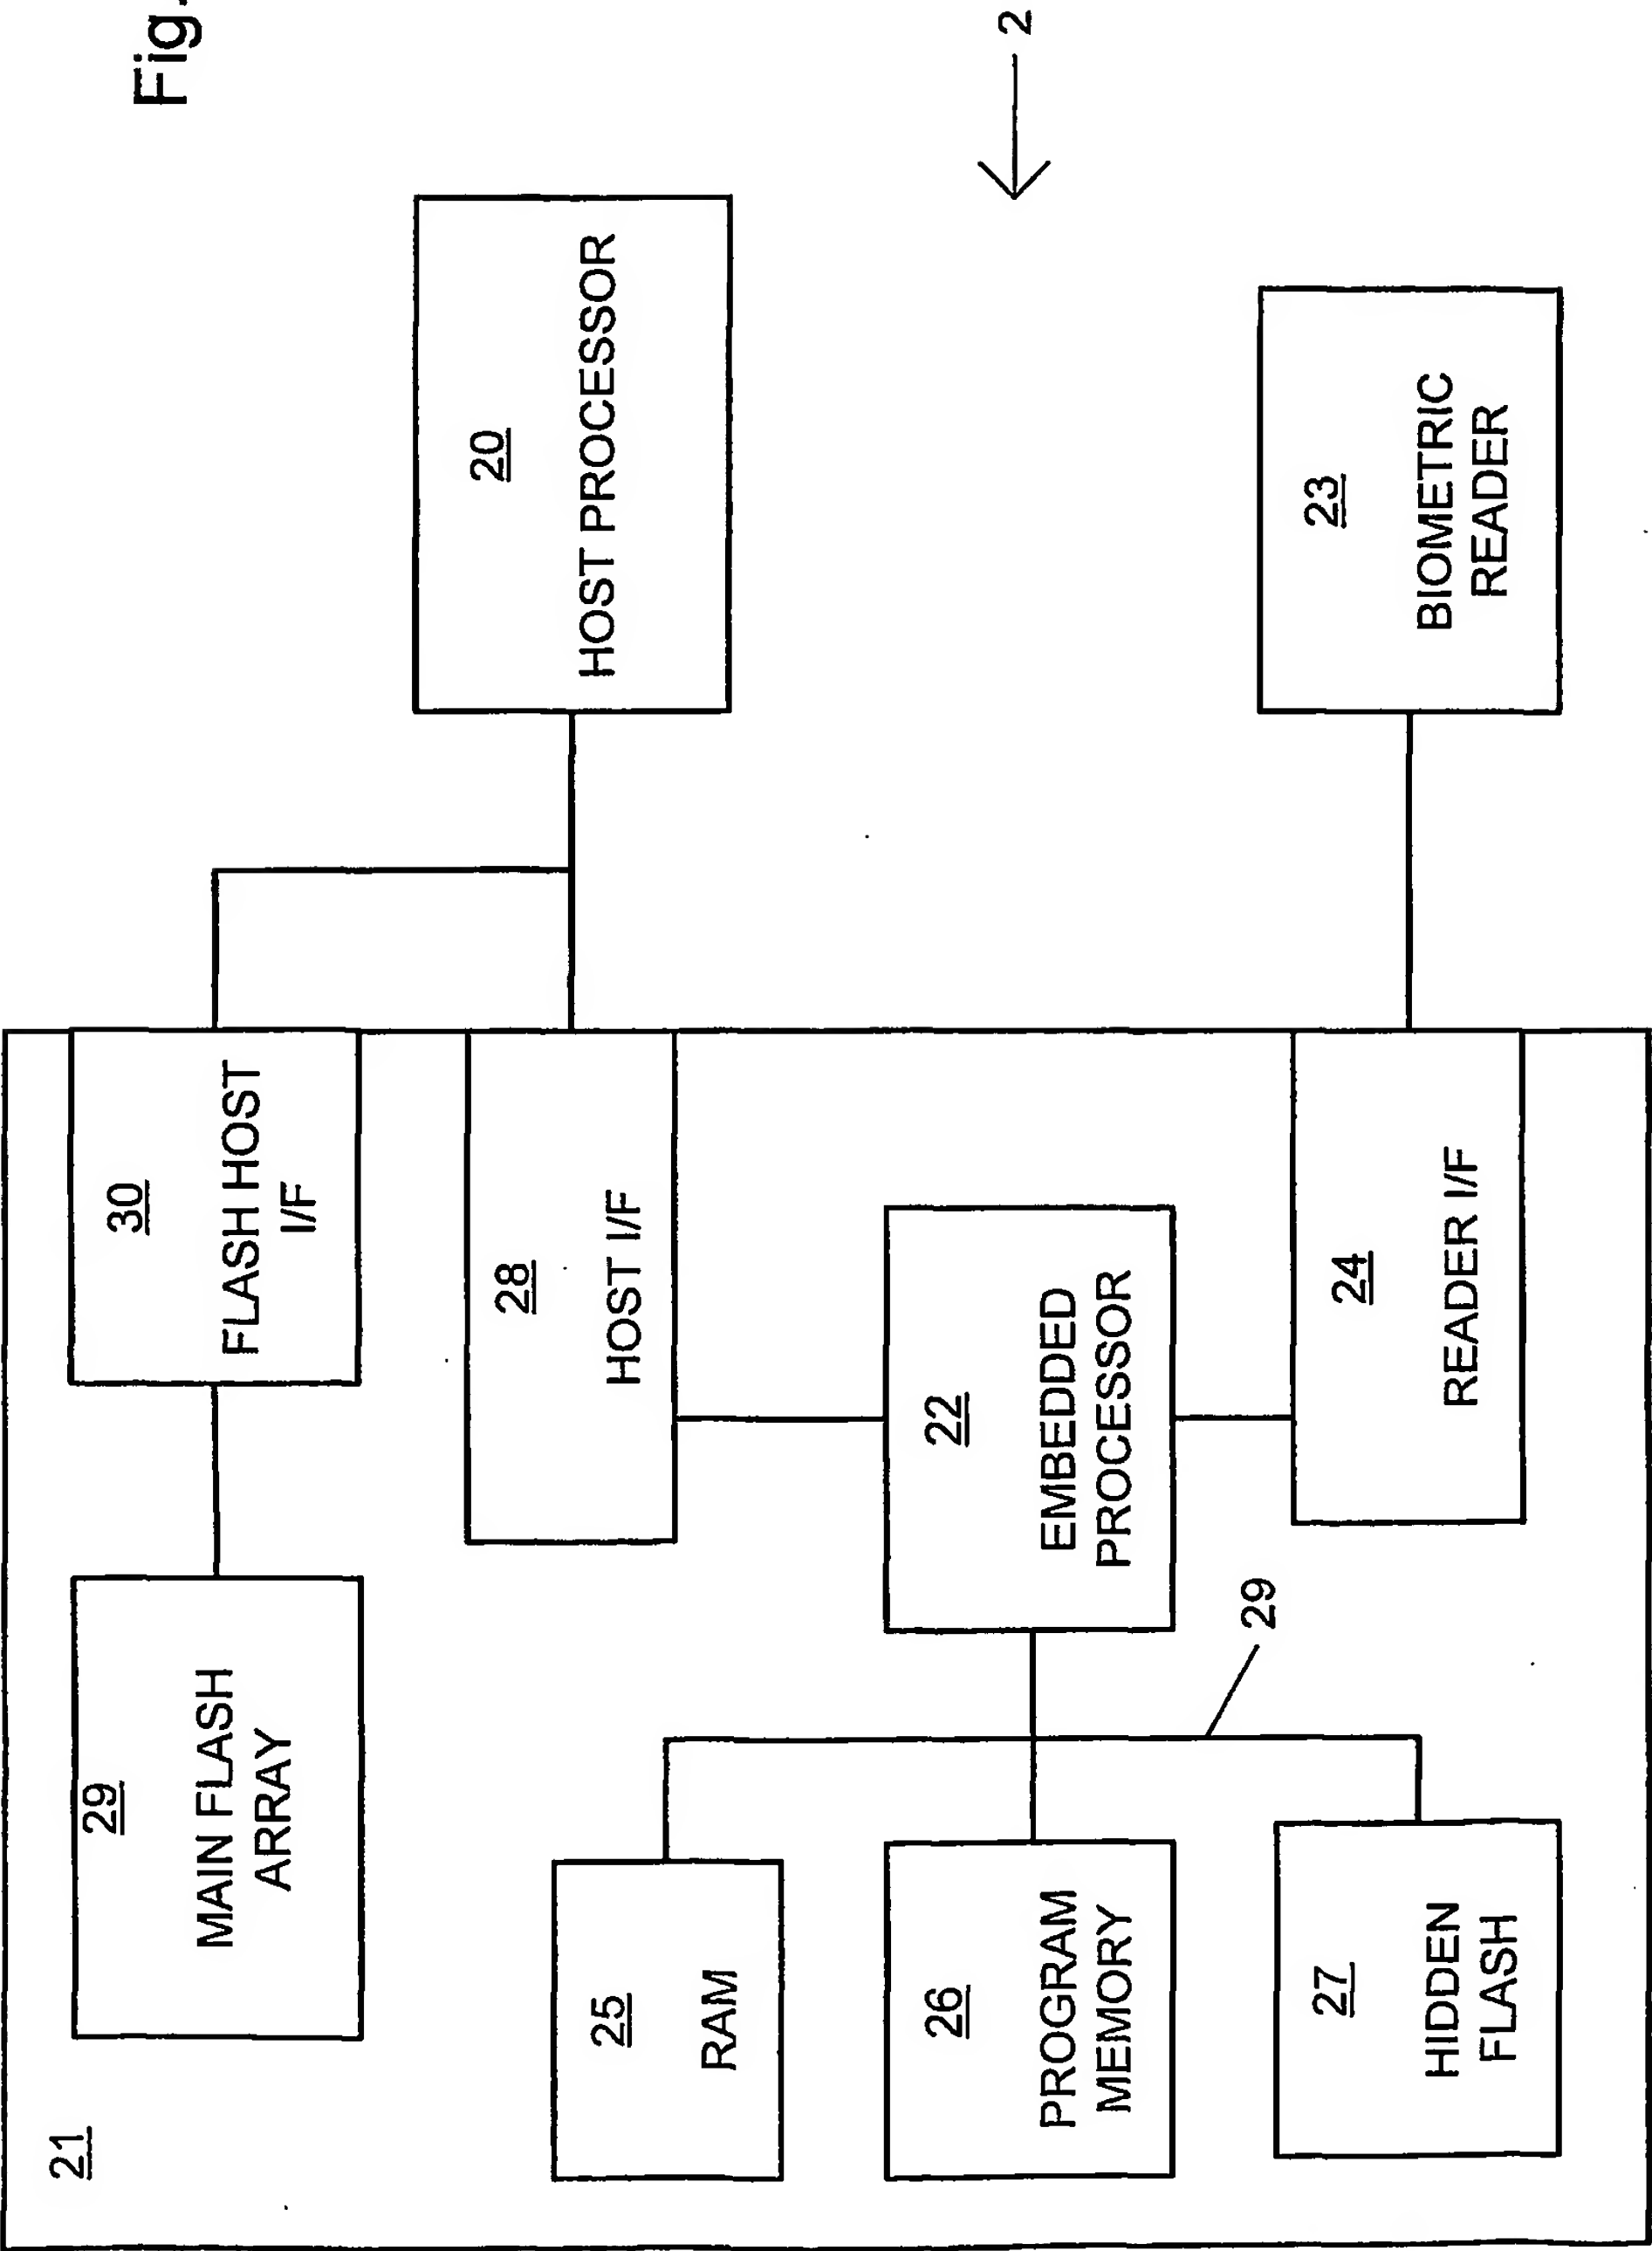 Fig.
21
29
MAIN FLASH
ARRAY
30
FLASH HOST
I/F
25
RAM
28
HOST I/F
20
HOST PROCESSOR
26
PROGRAM
MEMORY
22
EMBEDDED
PROCESSOR
2
29
27
HIDDEN
FLASH
24
READER I/F
23
BIOMETRIC
READER